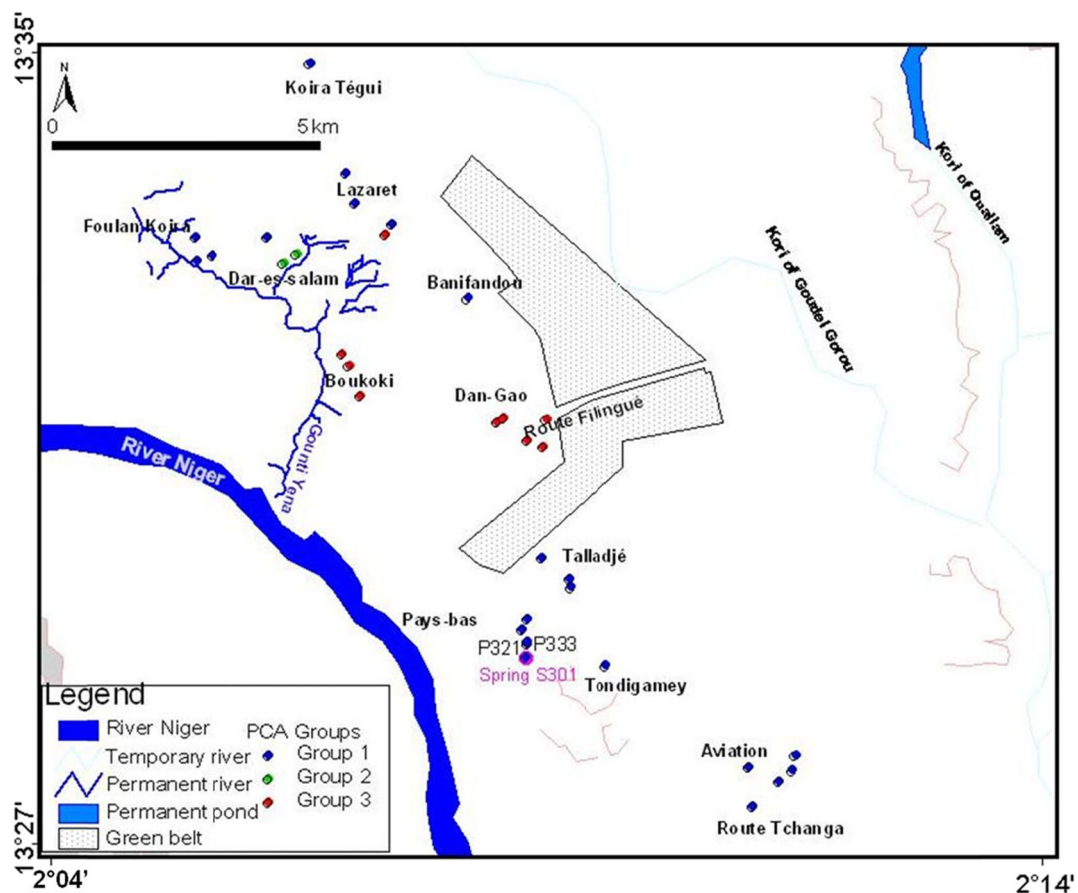 13°35'
Koira Tégui
N
0 5km
Lazaret
Foulan Koira
Dar-es-salam
Banifandou
Kori of Ouallam
Kori of Goudel Gorou
Boukoki
Dan-Gao
Route Filingué
River Niger
Gounti Yena
Talladjé
Pays-bas
P321 P333
Spring S301
Tondigamey
Aviation
Route Tchanga
Legend
River Niger
Temporary river
Permanent river
Permanent pond
Green belt
PCA Groups
Group 1
Group 2
Group 3
13°27'
2°04'
2°14'